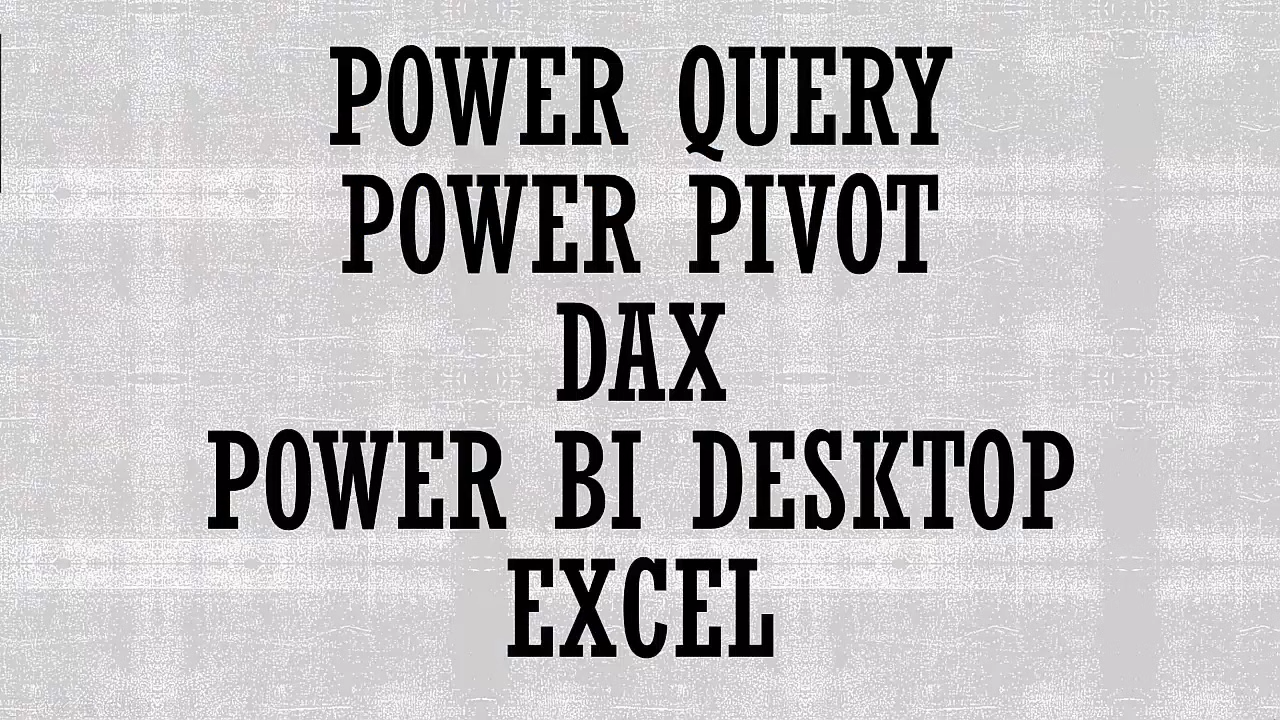 POWER QUERY
POWER PIVOT
DAX
POWER BI DESKTOP
EXCEL